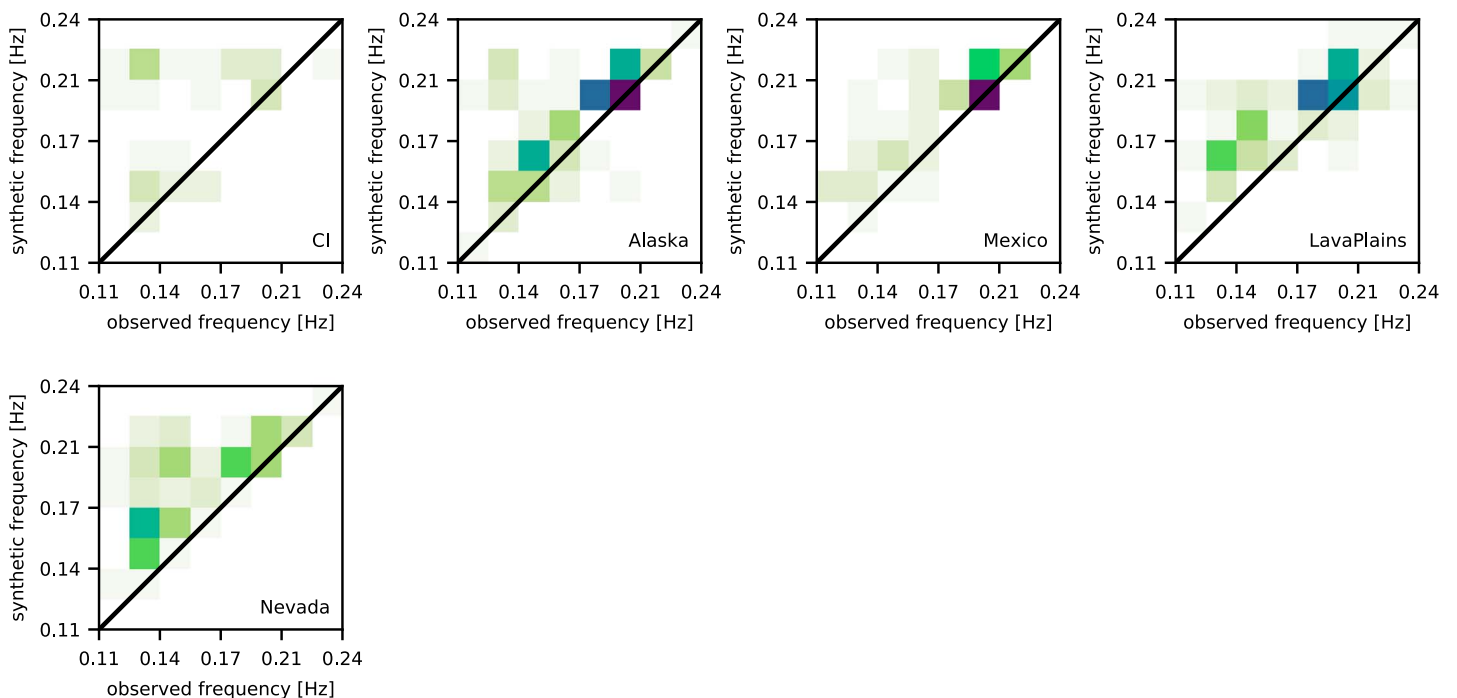 0.24
0.21
0.17
0.14
0.11
synthetic frequency [Hz]
CI
0.11 0.14 0.17 0.21 0.24
observed frequency [Hz]
0.24
0.21
0.17
0.14
0.11
synthetic frequency [Hz]
Alaska
0.11 0.14 0.17 0.21 0.24
observed frequency [Hz]
0.24
0.21
0.17
0.14
0.11
synthetic frequency [Hz]
Mexico
0.11 0.14 0.17 0.21 0.24
observed frequency [Hz]
0.24
0.21
0.17
0.14
0.11
synthetic frequency [Hz]
LavaPlains
0.11 0.14 0.17 0.21 0.24
observed frequency [Hz]
0.24
0.21
0.17
0.14
0.11
synthetic frequency [Hz]
Nevada
0.11 0.14 0.17 0.21 0.24
observed frequency [Hz]